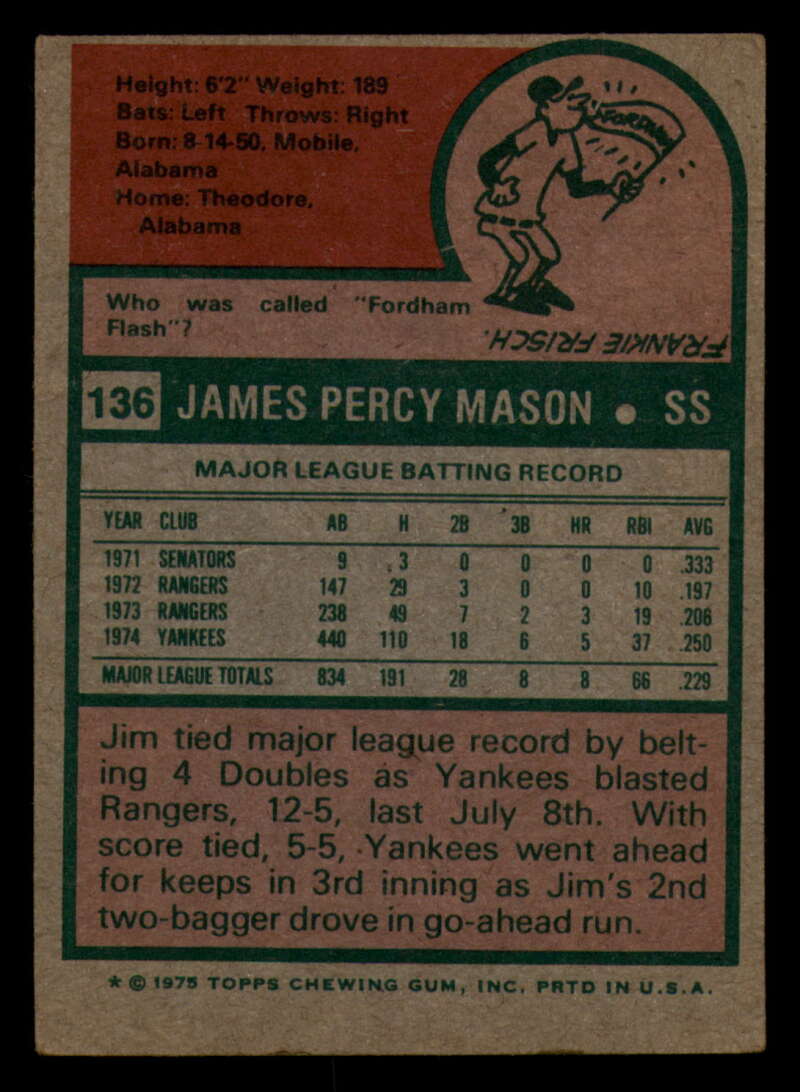 Height: 6'2" Weight: 189
Bats: Left Throws: Right
Born: 8-14-50, Mobile,
Alabama
Home: Theodore,
Alabama
FORDHAM
Who was called "Fordham
Flash"?
FRANKIE FRISCH.
136 JAMES PERCY MASON • SS
MAJOR LEAGUE BATTING RECORD
YEAR CLUB AB H 2B 3B HR RBI AVG
1971 SENATORS 9 3 0 0 0 0 .333
1972 RANGERS 147 29 3 0 0 10 .197
1973 RANGERS 238 49 7 2 3 19 .206
1974 YANKEES 440 110 18 6 5 37 .250
MAJOR LEAGUE TOTALS 834 191 28 8 8 66 .229
Jim tied major league record by belt-
ing 4 Doubles as Yankees blasted
Rangers, 12-5, last July 8th. With
score tied, 5-5, Yankees went ahead
for keeps in 3rd inning as Jim's 2nd
two-bagger drove in go-ahead run.
* © 1975 TOPPS CHEWING GUM, INC. PRTD IN U.S.A.